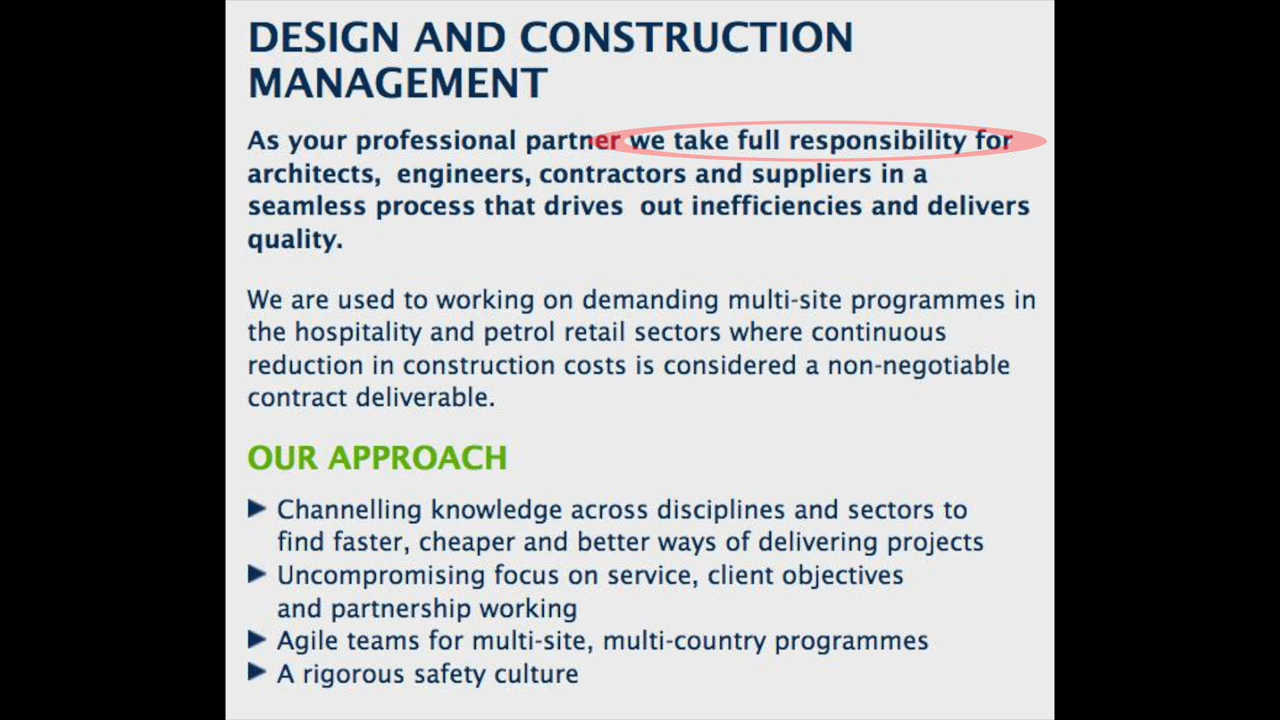 DESIGN AND CONSTRUCTION
MANAGEMENT
As your professional partner we take full responsibility for
architects,  engineers, contractors and suppliers in a
seamless process that drives  out inefficiencies and delivers
quality.
We are used to working on demanding multi-site programmes in
the hospitality and petrol retail sectors where continuous
reduction in construction costs is considered a non-negotiable
contract deliverable.
OUR APPROACH
► Channelling knowledge across disciplines and sectors to
find faster, cheaper and better ways of delivering projects
► Uncompromising focus on service, client objectives
and partnership working
► Agile teams for multi-site, multi-country programmes
► A rigorous safety culture